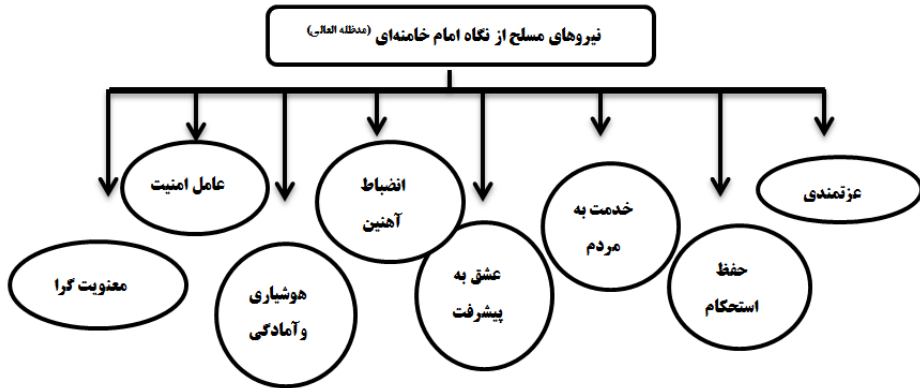 نیروهای مسلح از نگاه امام خامنه‌ای (مدظله العالی)
عزتمندی
حفظ
استحکام
خدمت به
مردم
عشق به
پیشرفت
انضباط
آهنین
هوشیاری
وآمادگی
عامل امنیت
معنویت گرا